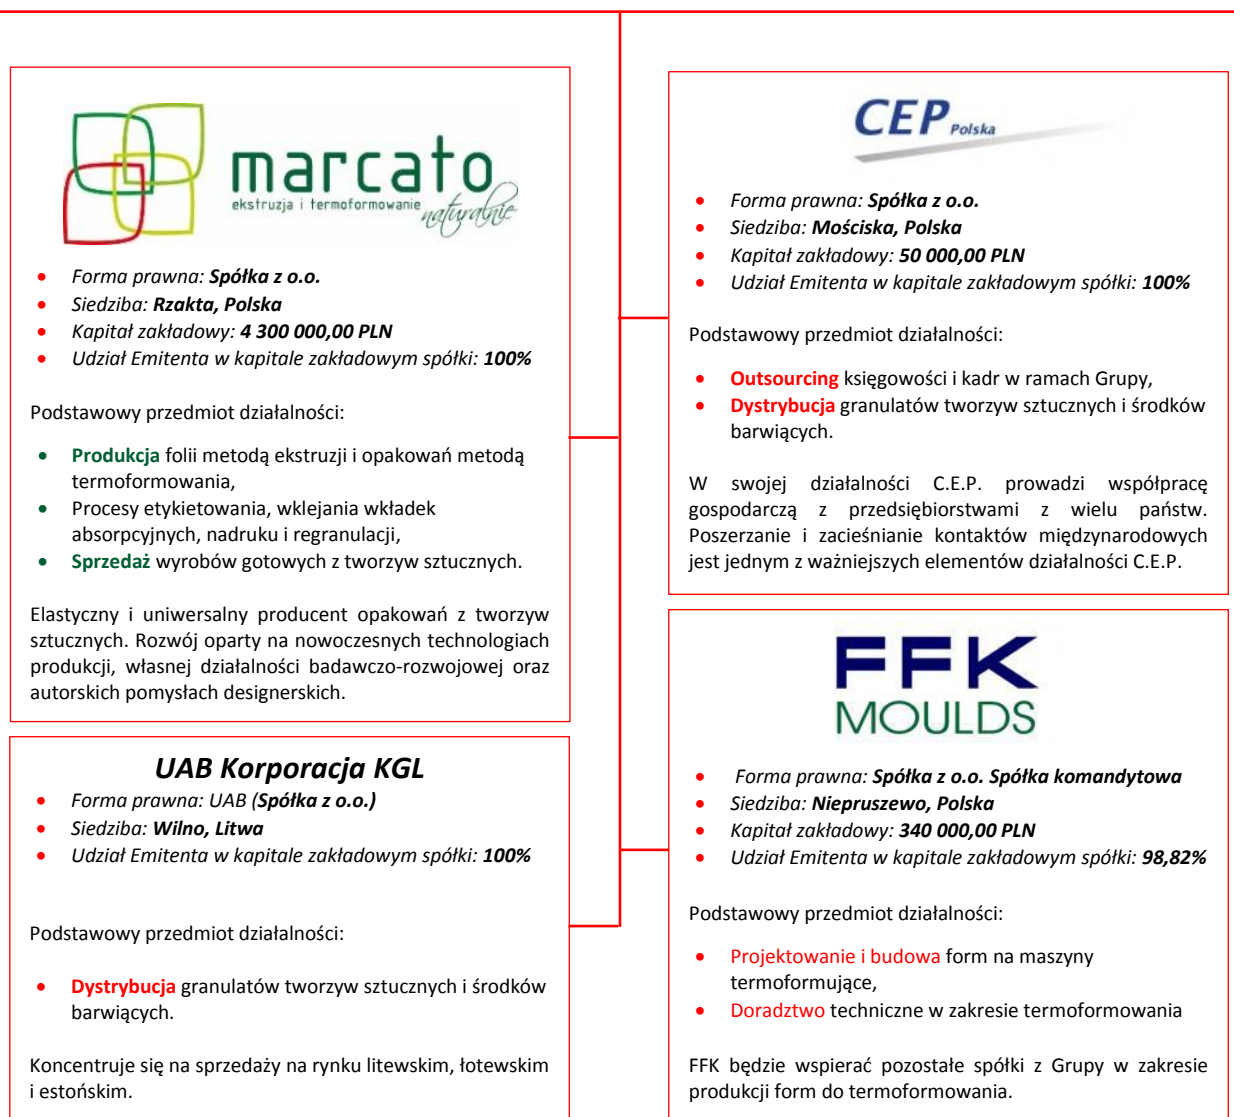 marcato
ekstruzja i termoformowanie
naturalnie
• Forma prawna: Spółka z o.o.
• Siedziba: Rzakta, Polska
• Kapitał zakładowy: 4 300 000,00 PLN
• Udział Emitenta w kapitale zakładowym spółki: 100%
Podstawowy przedmiot działalności:
• Produkcja folii metodą ekstruzji i opakowań metodą
termoformowania,
• Procesy etykietowania, wklejania wkładek
absorpcyjnych, nadruku i regranulacji,
• Sprzedaż wyrobów gotowych z tworzyw sztucznych.
Elastyczny i uniwersalny producent opakowań z tworzyw
sztucznych. Rozwój oparty na nowoczesnych technologiach
produkcji, własnej działalności badawczo-rozwojowej oraz
autorskich pomysłach designerskich.
UAB Korporacja KGL
• Forma prawna: UAB (Spółka z o.o.)
• Siedziba: Wilno, Litwa
• Udział Emitenta w kapitale zakładowym spółki: 100%
Podstawowy przedmiot działalności:
• Dystrybucja granulatów tworzyw sztucznych i środków
barwiących.
Koncentruje się na sprzedaży na rynku litewskim, łotewskim
i estońskim.
CEP Polska
• Forma prawna: Spółka z o.o.
• Siedziba: Mościska, Polska
• Kapitał zakładowy: 50 000,00 PLN
• Udział Emitenta w kapitale zakładowym spółki: 100%
Podstawowy przedmiot działalności:
• Outsourcing księgowości i kadr w ramach Grupy,
• Dystrybucja granulatów tworzyw sztucznych i środków
barwiących.
W swojej działalności C.E.P. prowadzi współpracę
gospodarczą z przedsiębiorstwami z wielu państw.
Poszerzanie i zacieśnianie kontaktów międzynarodowych
jest jednym z ważniejszych elementów działalności C.E.P.
FFK
MOULDS
• Forma prawna: Spółka z o.o. Spółka komandytowa
• Siedziba: Niepruszewo, Polska
• Kapitał zakładowy: 340 000,00 PLN
• Udział Emitenta w kapitale zakładowym spółki: 98,82%
Podstawowy przedmiot działalności:
• Projektowanie i budowa form na maszyny
termoformujące,
• Doradztwo techniczne w zakresie termoformowania
FFK będzie wspierać pozostałe spółki z Grupy w zakresie
produkcji form do termoformowania.